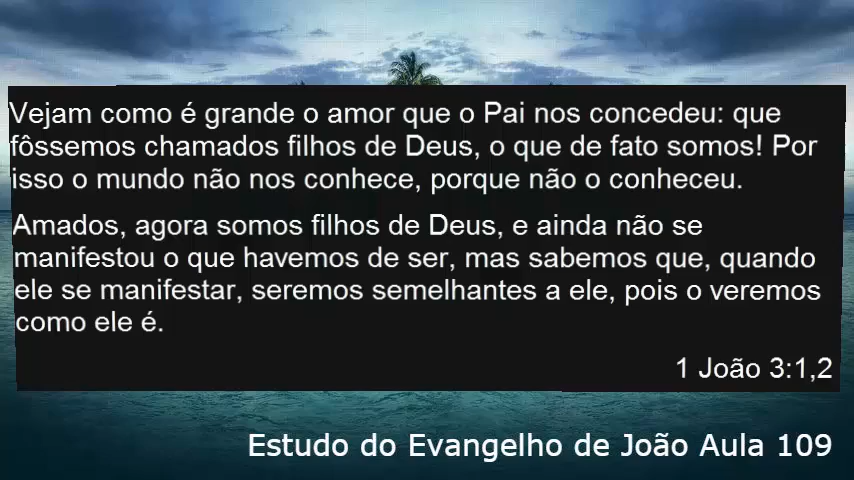 Vejam como é grande o amor que o Pai nos concedeu: que
fôssemos chamados filhos de Deus, o que de fato somos! Por
isso o mundo não nos conhece, porque não o conheceu.
Amados, agora somos filhos de Deus, e ainda não se
manifestou o que havemos de ser, mas sabemos que, quando
ele se manifestar, seremos semelhantes a ele, pois o veremos
como ele é.
1 João 3:1,2
Estudo do Evangelho de João Aula 109